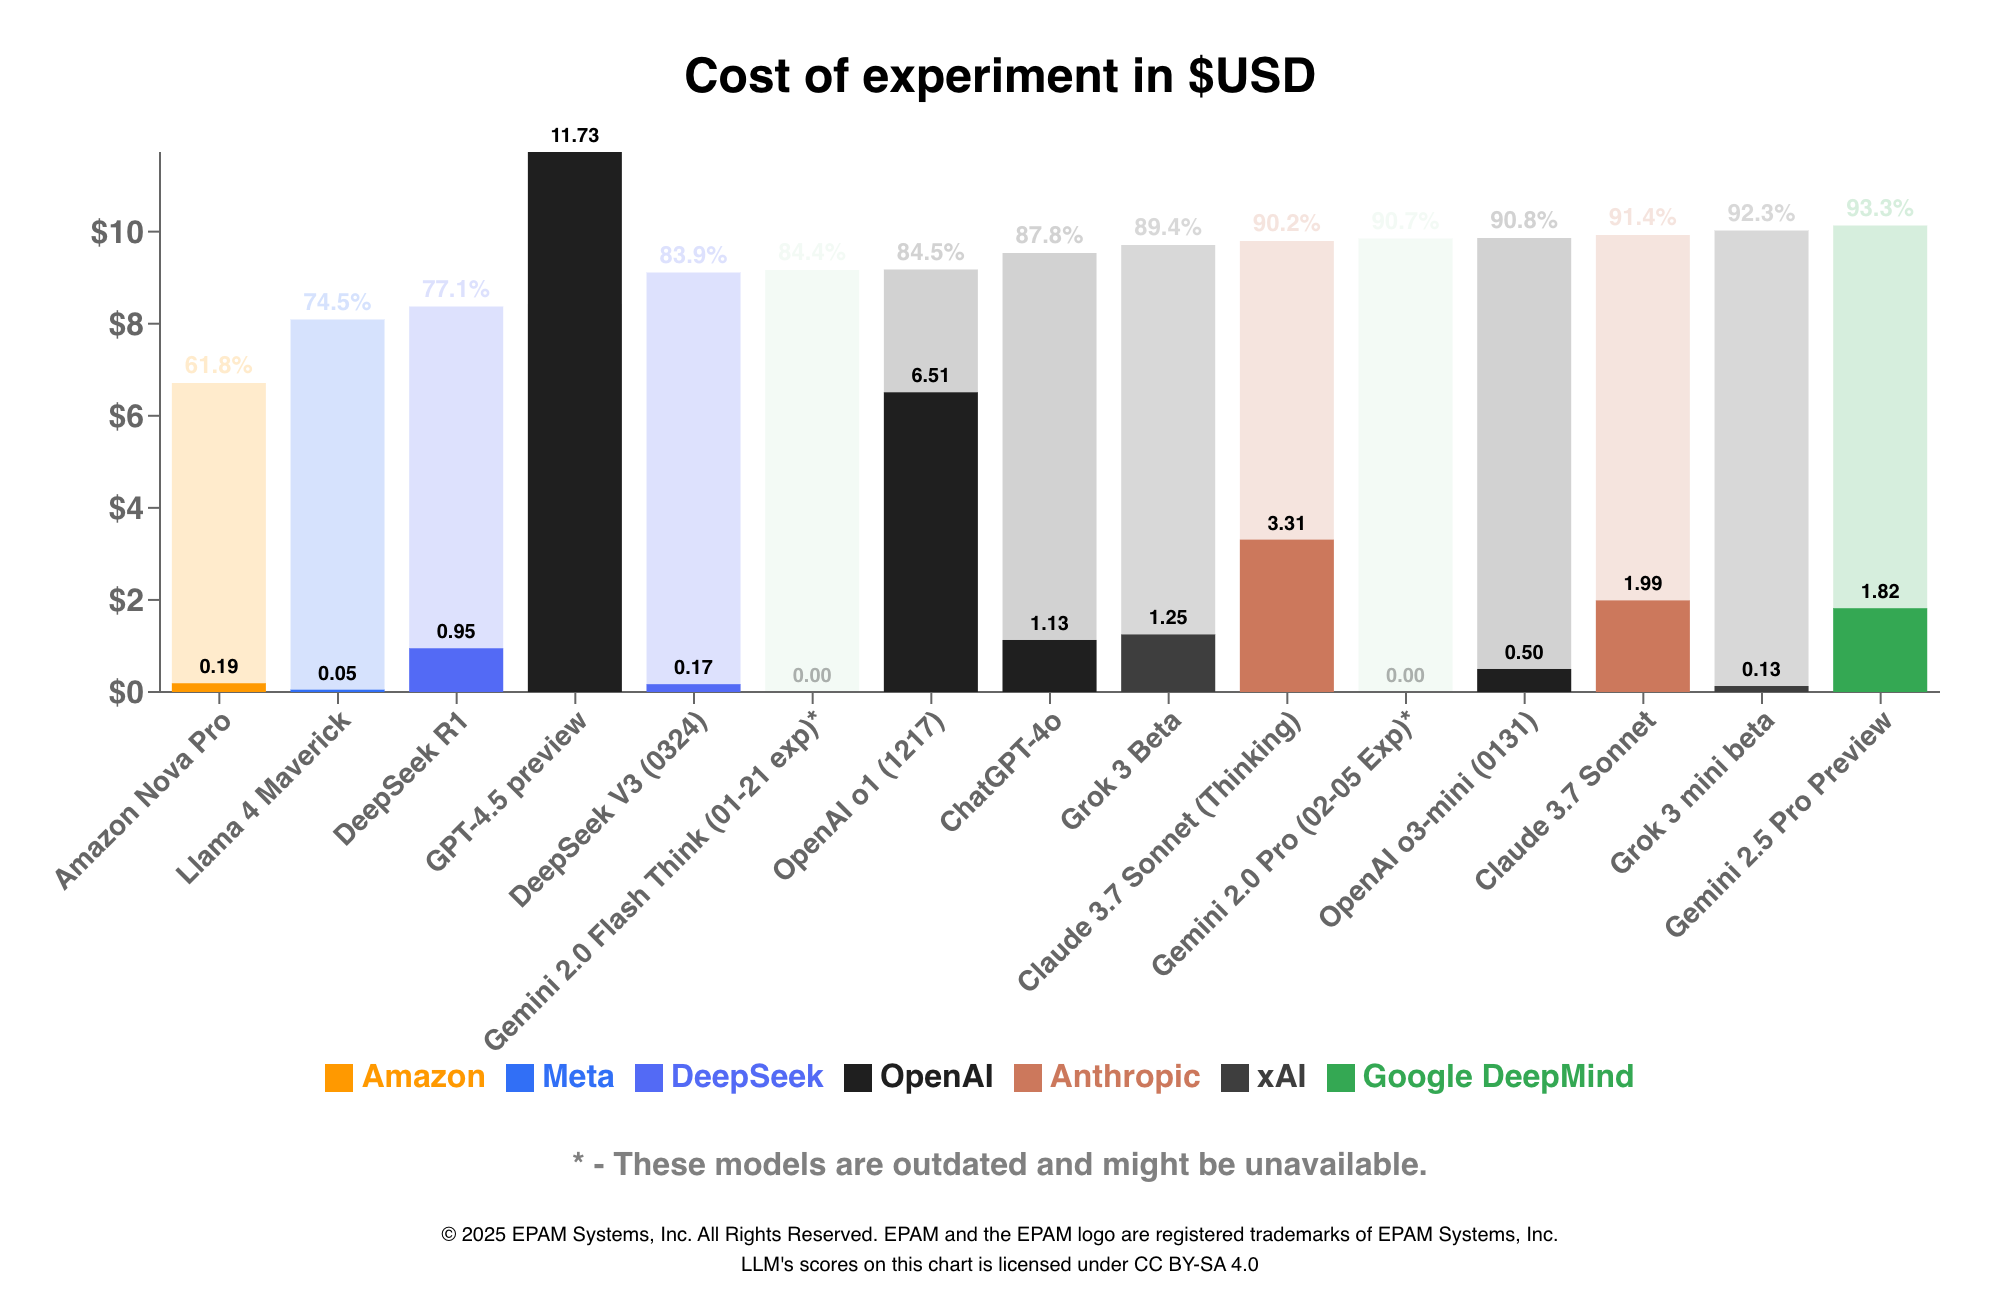 Cost of experiment in $USD
11.73
93.3%
92.3%
91.4%
90.8%
90.7%
90.2%
89.4%
87.8%
84.5%
84.4%
83.9%
77.1%
74.5%
61.8%
$10
$8
$6
$4
$2
$0
0.19
0.05
0.95
0.17
0.00
6.51
1.13
1.25
3.31
0.00
0.50
1.99
0.13
1.82
Amazon Nova Pro
Llama 4 Maverick
DeepSeek R1
GPT-4.5 preview
DeepSeek V3 (0324)
Gemini 2.0 Flash Think (01-21 exp)*
OpenAI o1 (1217)
ChatGPT-4o
Grok 3 Beta
Claude 3.7 Sonnet (Thinking)
Gemini 2.0 Pro (02-05 Exp)*
OpenAI o3-mini (0131)
Claude 3.7 Sonnet
Grok 3 mini beta
Gemini 2.5 Pro Preview
Amazon Meta DeepSeek OpenAI Anthropic xAI Google DeepMind
* - These models are outdated and might be unavailable.
© 2025 EPAM Systems, Inc. All Rights Reserved. EPAM and the EPAM logo are registered trademarks of EPAM Systems, Inc.
LLM's scores on this chart is licensed under CC BY-SA 4.0